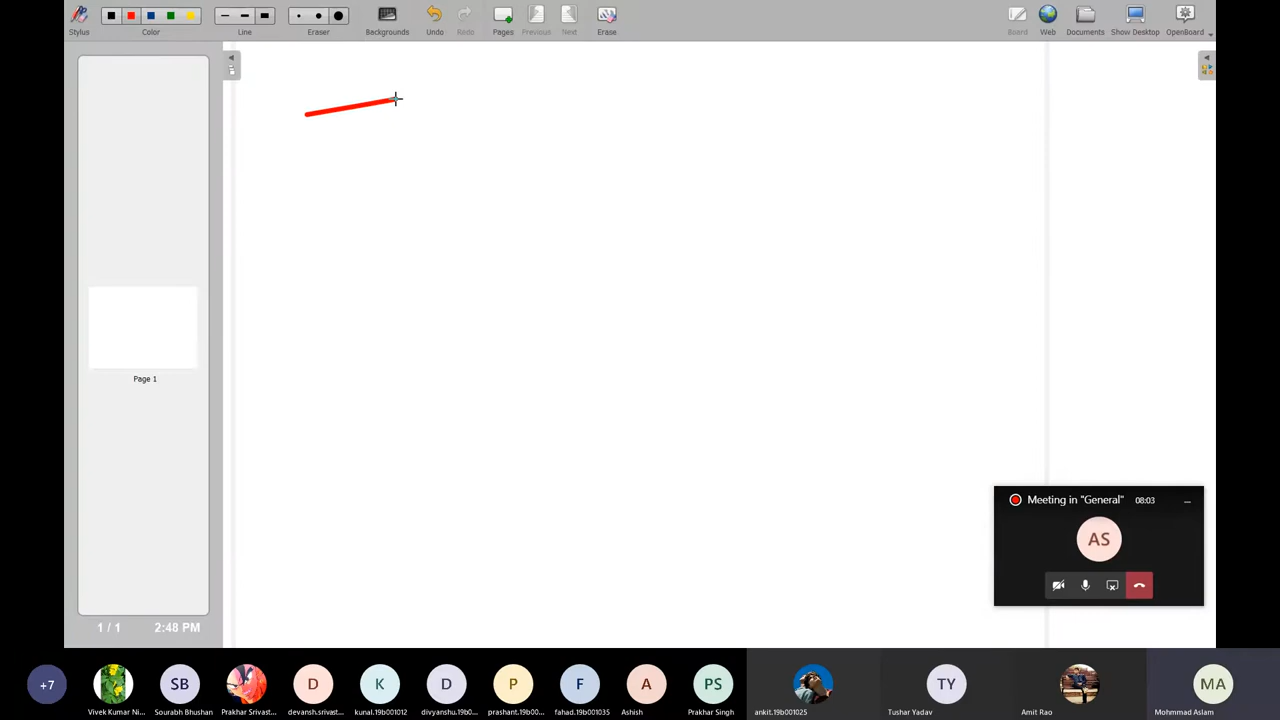 Stylus Color Line Eraser Backgrounds Undo Redo Pages Previous Next Erase Board Web Documents Show Desktop OpenBoard
Page 1
Meeting in "General" 08:03
AS
1 / 1 2:48 PM
+7 SB D K D P F A PS TY MA
Vivek Kumar Ni... Sourabh Bhushan Prakhar Srivast... devansh.srivast... kunal.19b001012 divyanshu.19b0... prashant.19b00... fahad.19b001035 Ashish Prakhar Singh ankit.19b001025 Tushar Yadav Amit Rao Mohmmad Aslam